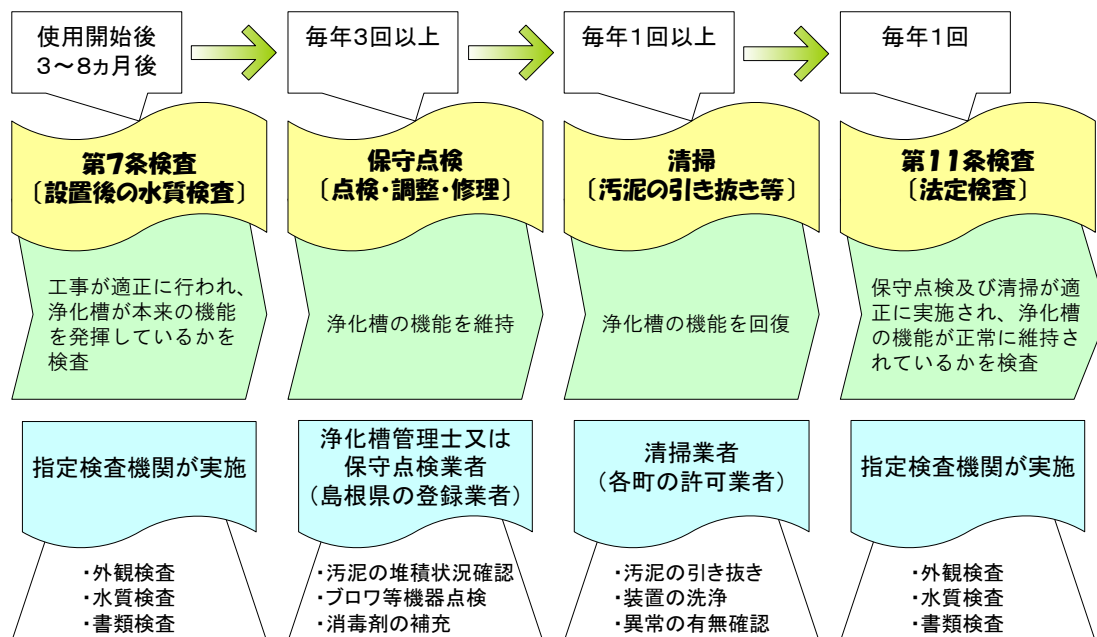 使用開始後
3～8ヵ月後
毎年3回以上
毎年1回以上
毎年1回
第7条検査
〔設置後の水質検査〕
保守点検
〔点検・調整・修理〕
清掃
〔汚泥の引き抜き等〕
第11条検査
〔法定検査〕
工事が適正に行われ、
浄化槽が本来の機能
を発揮しているかを
検査
浄化槽の機能を維持
浄化槽の機能を回復
保守点検及び清掃が適
正に実施され、浄化槽
の機能が正常に維持さ
れているかを検査
指定検査機関が実施
浄化槽管理士又は
保守点検業者
（島根県の登録業者）
清掃業者
（各町の許可業者）
指定検査機関が実施
・外観検査
・水質検査
・書類検査
・汚泥の堆積状況確認
・ブロワ等機器点検
・消毒剤の補充
・汚泥の引き抜き
・装置の洗浄
・異常の有無確認
・外観検査
・水質検査
・書類検査